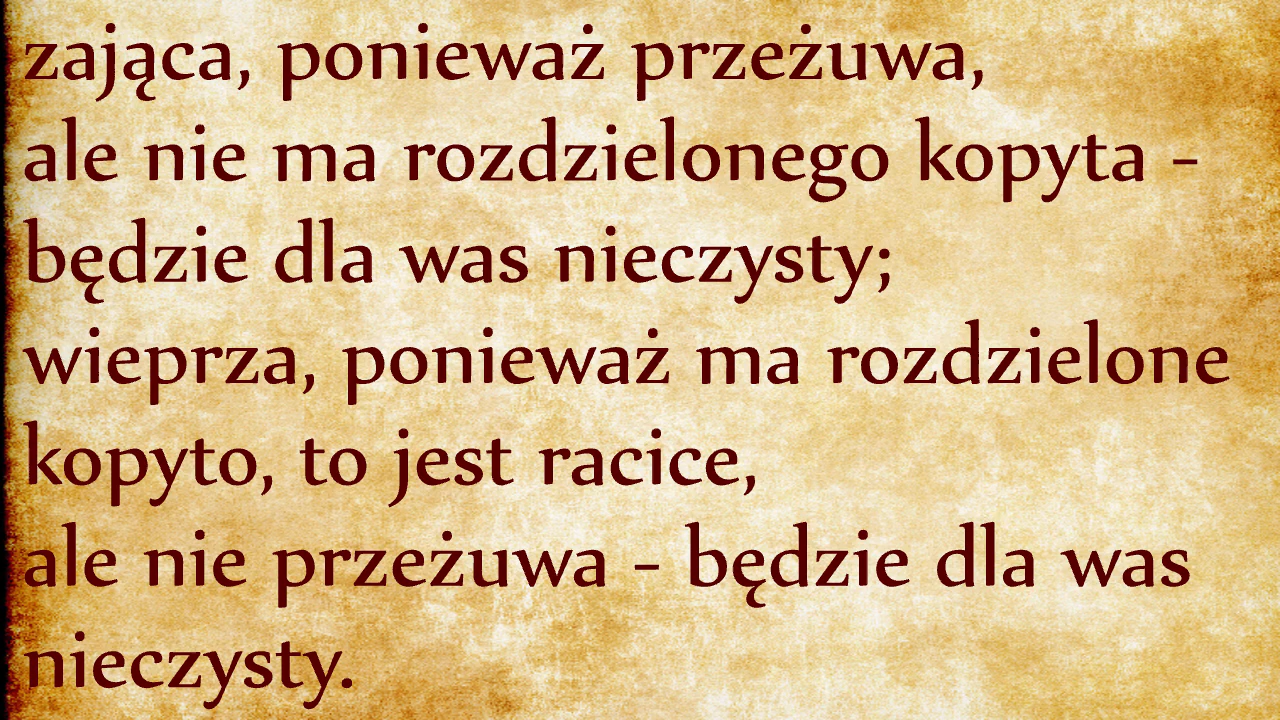 zająca, ponieważ przeżuwa,
ale nie ma rozdzielonego kopyta -
będzie dla was nieczysty;
wieprza, ponieważ ma rozdzielone
kopyto, to jest racice,
ale nie przeżuwa - będzie dla was
nieczysty.